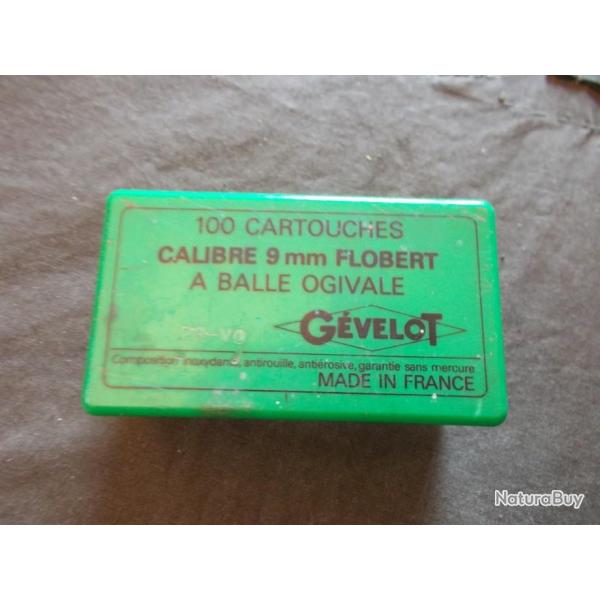 100 CARTOUCHES
CALIBRE 9 mm FLOBERT
A BALLE OGIVALE
GÉVELOT
Composition inoxydante, antirouille, antiérosive, garantie sans mercure
MADE IN FRANCE
NaturaBuy